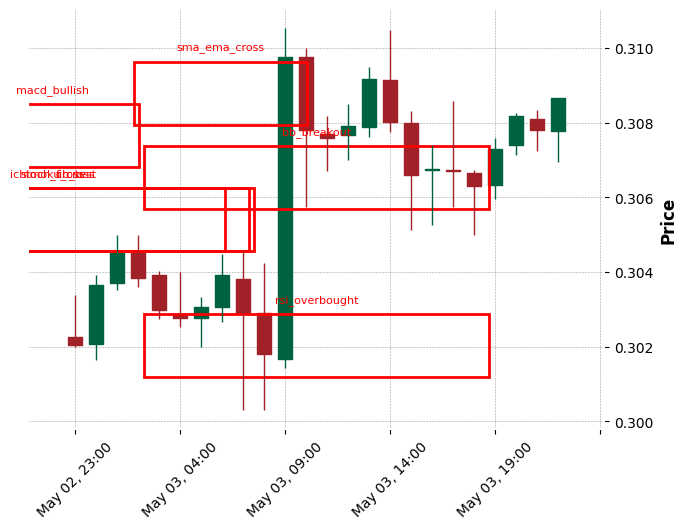 sma_ema_cross
macd_bullish
bb_breakout
rsi_overbought
0.310
0.308
0.306
0.304
0.302
0.300
Price
May 02, 23:00
May 03, 04:00
May 03, 09:00
May 03, 14:00
May 03, 19:00